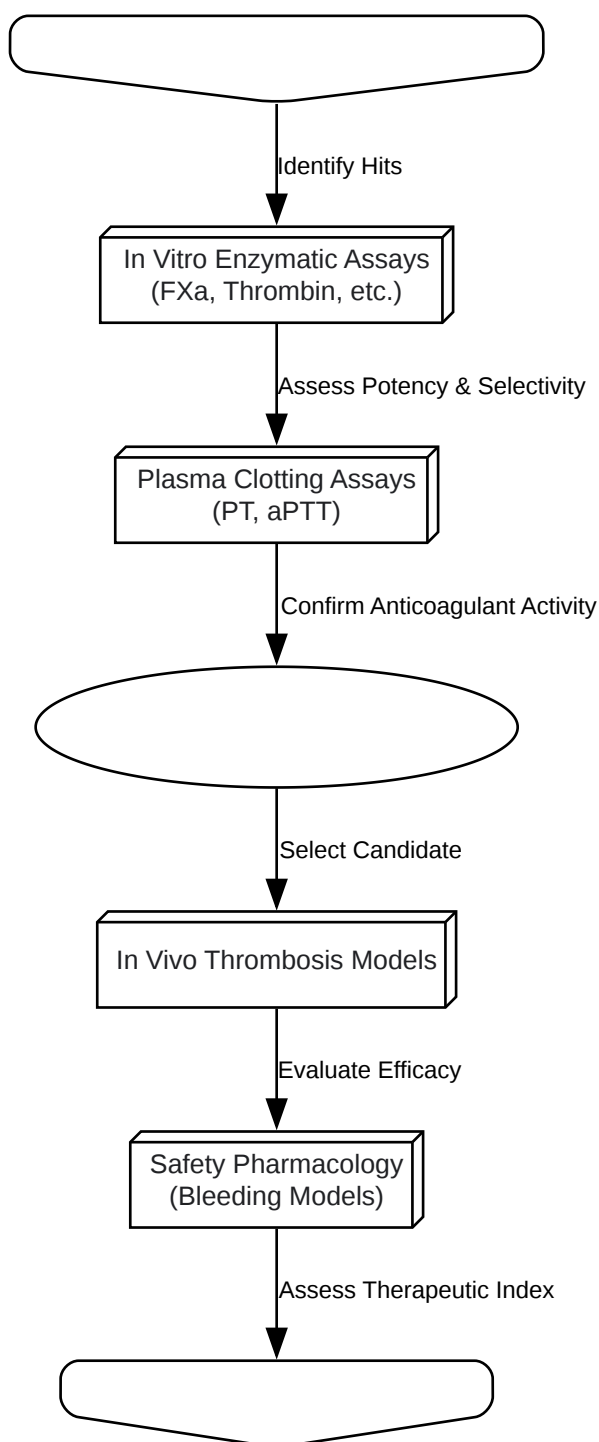 Identify Hits
In Vitro Enzymatic Assays
(FXa, Thrombin, etc.)
Assess Potency & Selectivity
Plasma Clotting Assays
(PT, aPTT)
Confirm Anticoagulant Activity
Select Candidate
In Vivo Thrombosis Models
Evaluate Efficacy
Safety Pharmacology
(Bleeding Models)
Assess Therapeutic Index